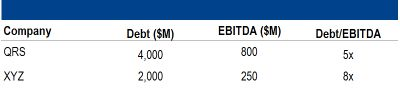 Company Debt ($M) EBITDA ($M) Debt/EBITDA
QRS 4,000 800 5x
XYZ 2,000 250 8x